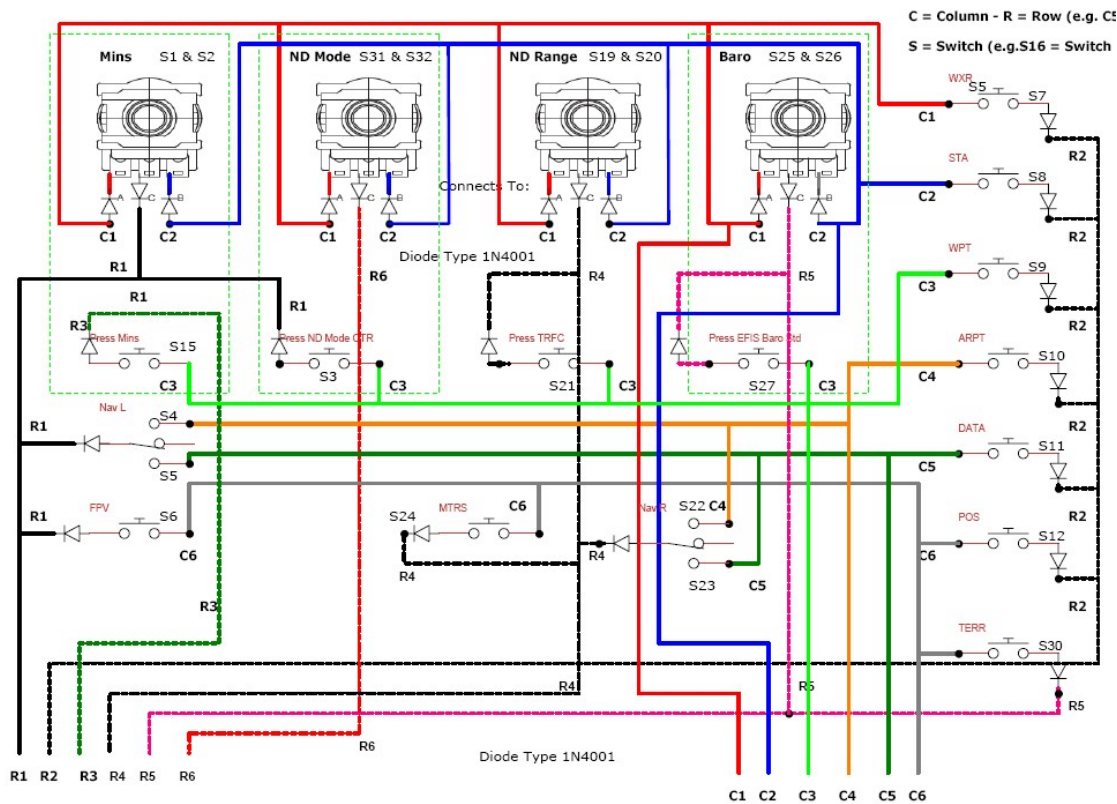 C = Column - R = Row (e.g. C5
S = Switch (e.g.S16 = Switch
Mins S1 & S2
ND Mode S31 & S32
ND Range S19 & S20
Baro S25 & S26
WXR
S5 S7
C1
R2
STA
S8
C2
R2
A C B
A C B
A C B
A C B
Connects To:
C1 C2
C1 C2
C1 C2
C1 C2
Diode Type 1N4001
R1
R6
R4
R5
WPT
S9
C3
R2
R1
R1
R3
Press Mins
S15
C3
Press ND Mode CTR
S3
C3
Press TRFC
S21
C3
Press EFIS Baro Std
S27
C3
ARPT
S10
C4
R2
Nav L
S4
R1
S5
DATA
S11
C5
R2
FPV
R1
S6
C6
S24
MTRS
C6
R4
R4
Nav R
S22
C4
S23
C5
POS
S12
C6
R2
R3
TERR
S30
R4
R5
R5
R6
Diode Type 1N4001
R1 R2 R3 R4 R5 R6
C1 C2 C3 C4 C5 C6